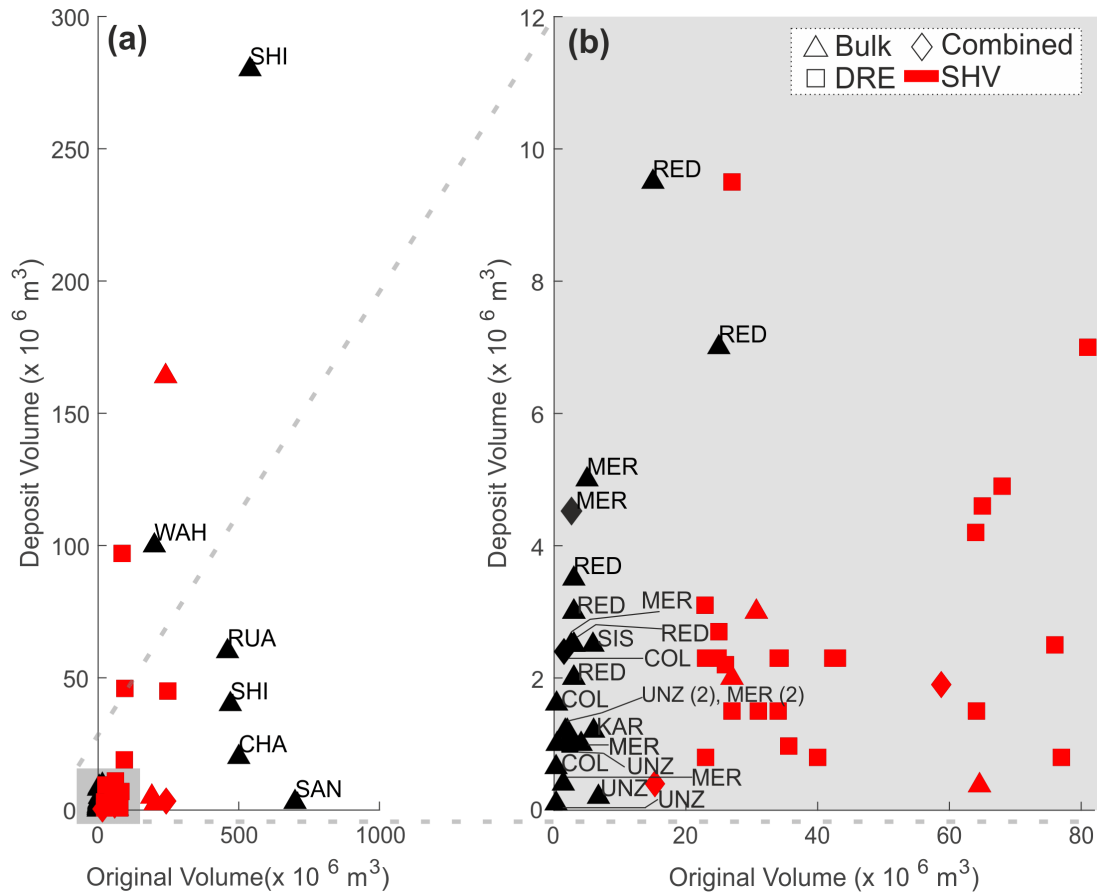 (a)
300
250
200
150
100
50
0
Deposit Volume (x 10 6 m3)
SHI
WAH
RUA
SHI
CHA
SAN
0
500
1000
Original Volume(x 10 6 m3)
(b)
Bulk
Combined
DRE
SHV
12
10
8
6
4
2
0
Deposit Volume (x 10 6 m3)
RED
RED
MER
MER
RED
RED
MER
SIS
RED
COL
RED
COL
UNZ (2), MER (2)
KAR
MER
UNZ
COL
MER
UNZ
UNZ
0
20
40
60
80
Original Volume (x 10 6 m3)